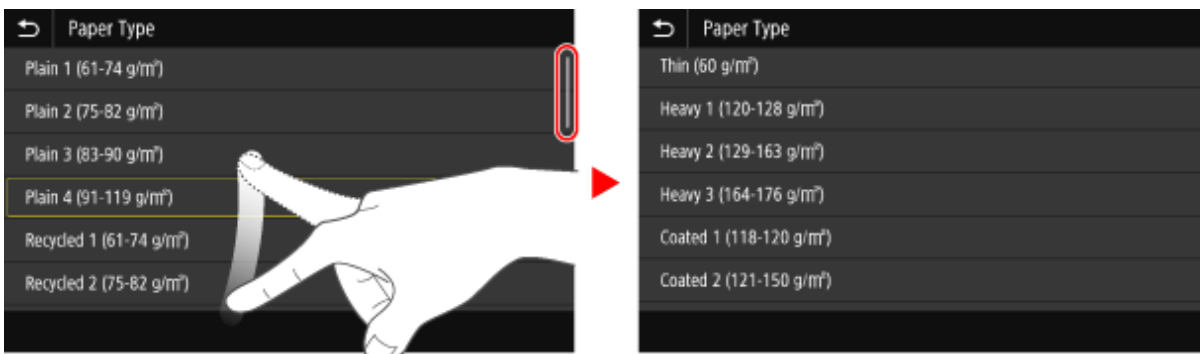 Paper Type
Plain 1 (61-74 g/m²)
Plain 2 (75-82 g/m²)
Plain 3 (83-90 g/m²)
Plain 4 (91-119 g/m²)
Recycled 1 (61-74 g/m²)
Recycled 2 (75-82 g/m²)
Paper Type
Thin (60 g/m²)
Heavy 1 (120-128 g/m²)
Heavy 2 (129-163 g/m²)
Heavy 3 (164-176 g/m²)
Coated 1 (118-120 g/m²)
Coated 2 (121-150 g/m²)